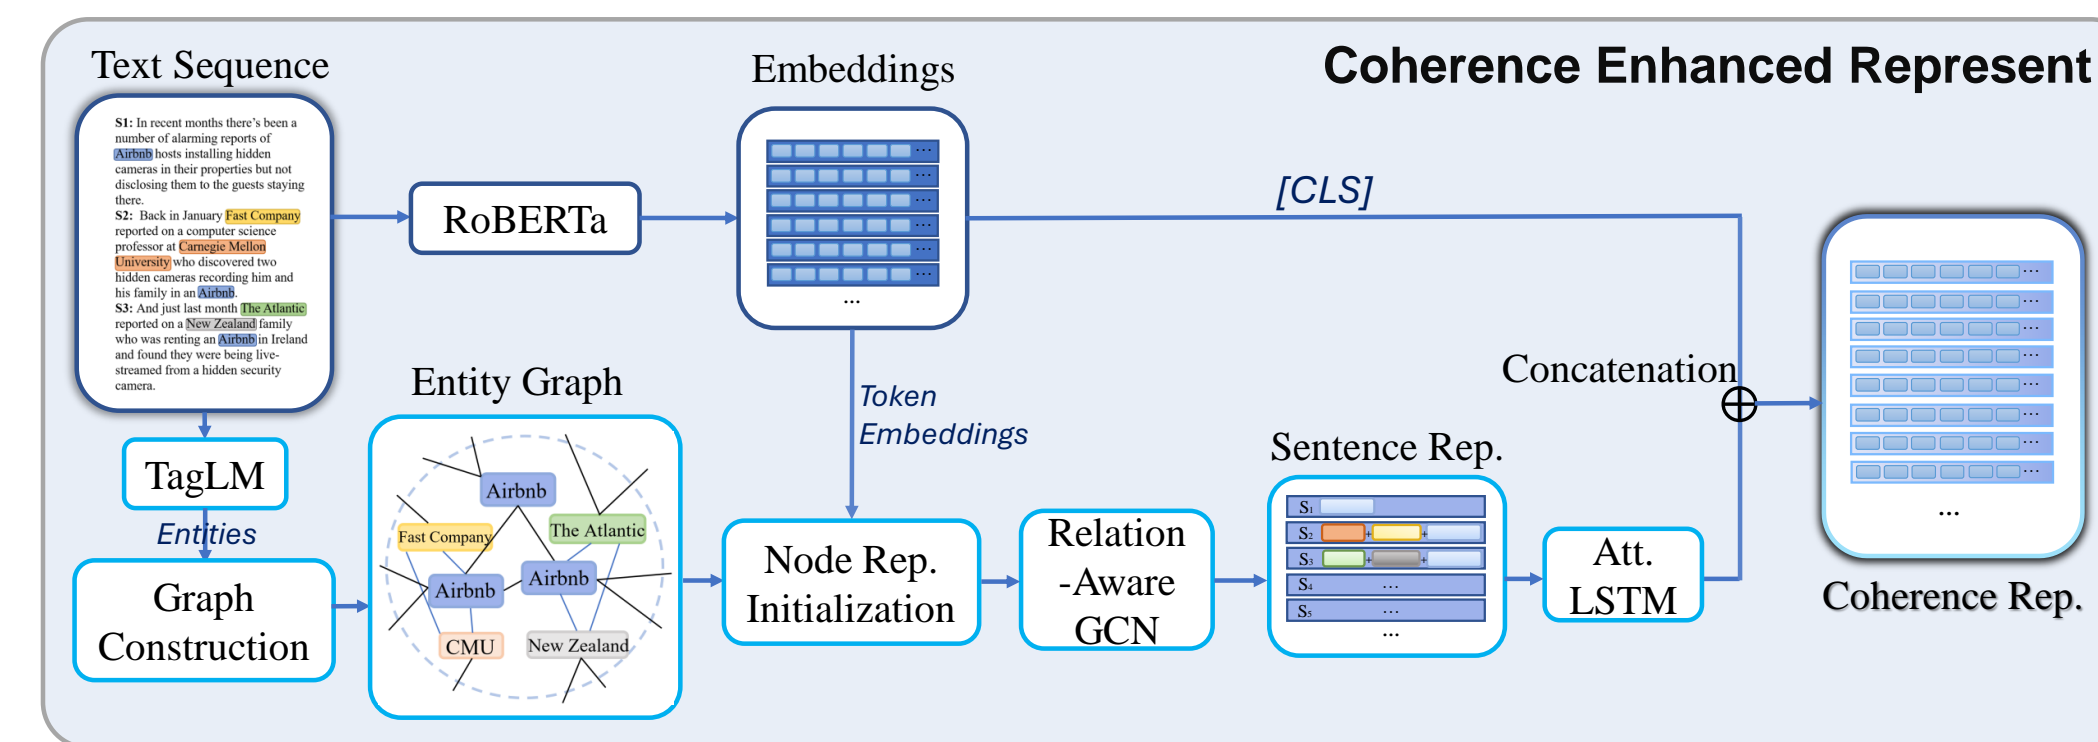 Coherence Enhanced Represent
Text Sequence
S1: In recent months there's been a
number of alarming reports of
Airbnb hosts installing hidden
cameras in their properties but not
disclosing them to the guests staying
there.
S2: Back in January Fast Company
reported on a computer science
professor at Carnegie Mellon
University who discovered two
hidden cameras recording him and
his family in an Airbnb.
S3: And just last month The Atlantic
reported on a New Zealand family
who was renting an Airbnb in Ireland
and found they were being live-
streamed from a hidden security
camera.
RoBERTa
Embeddings
...
...
...
...
...
...
...
[CLS]
Token
Embeddings
TagLM
Entities
Graph
Construction
Entity Graph
Airbnb
Fast Company
The Atlantic
Airbnb
Airbnb
CMU
New Zealand
Node Rep.
Initialization
Relation
-Aware
GCN
Sentence Rep.
S1
S2 + +
S3 + +
S4 ...
S5 ...
...
Att.
LSTM
Concatenation
...
...
...
...
...
...
...
...
...
Coherence Rep.